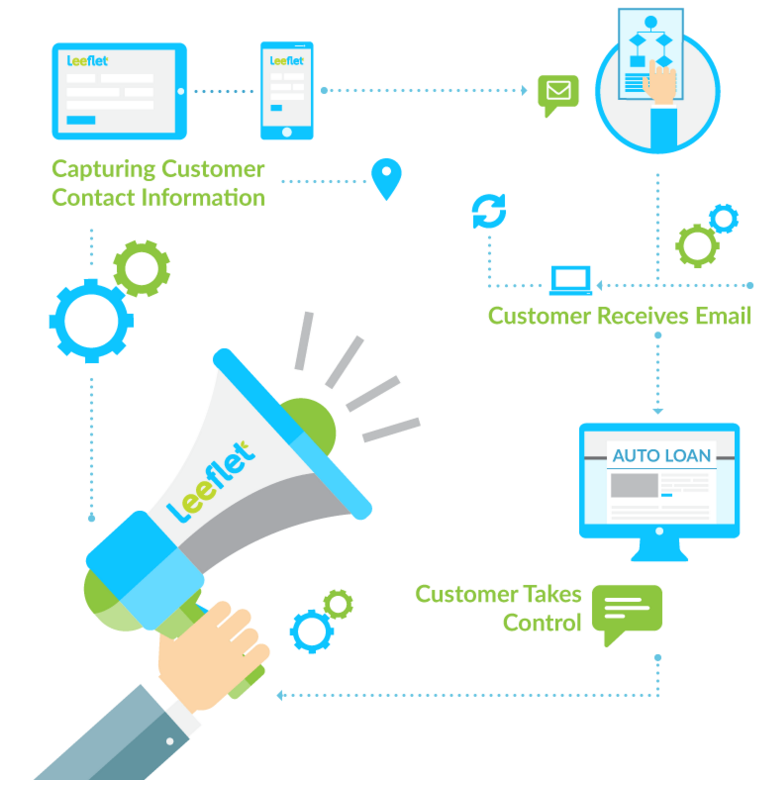 Leeflet
Leeflet
Capturing Customer
Contact Information
Customer Receives Email
Leeflet
AUTO LOAN
Customer Takes
Control